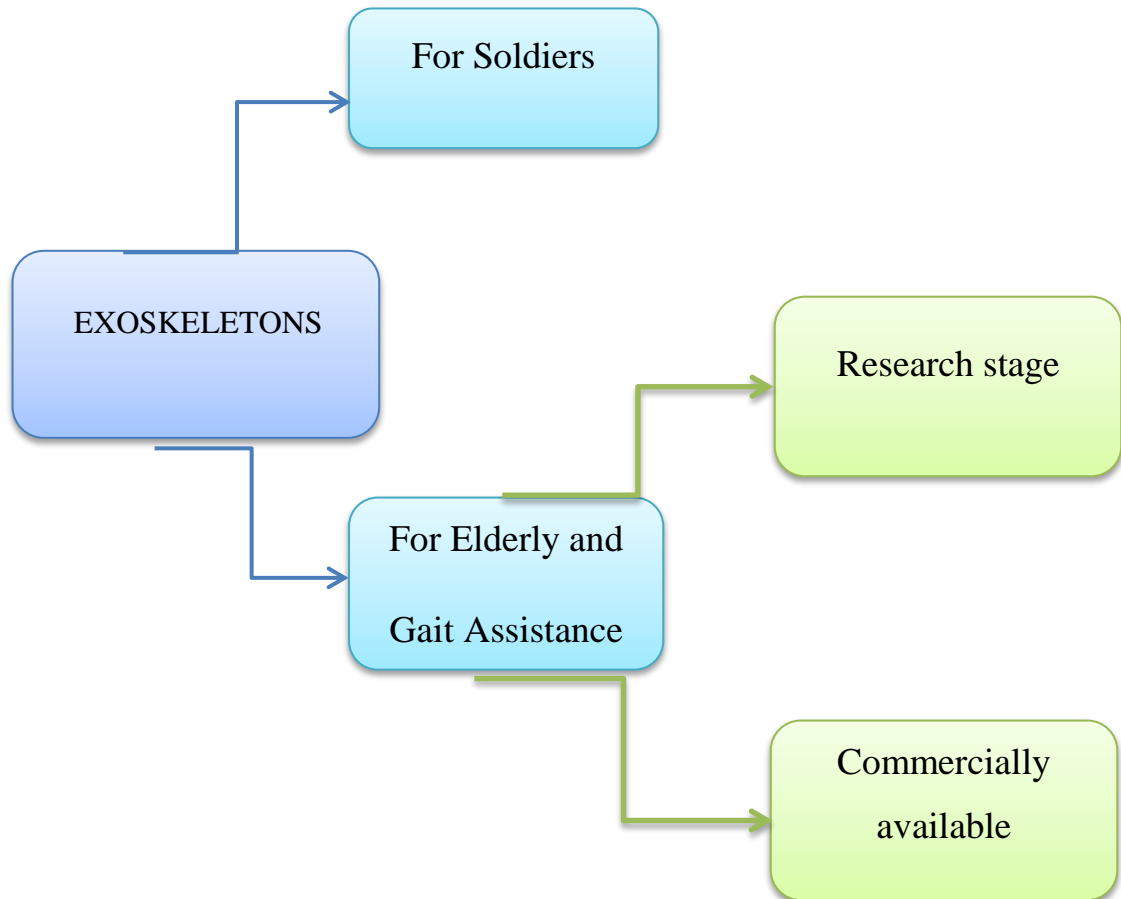 For Soldiers
EXOSKELETONS
Research stage
For Elderly and
Gait Assistance
Commercially
available